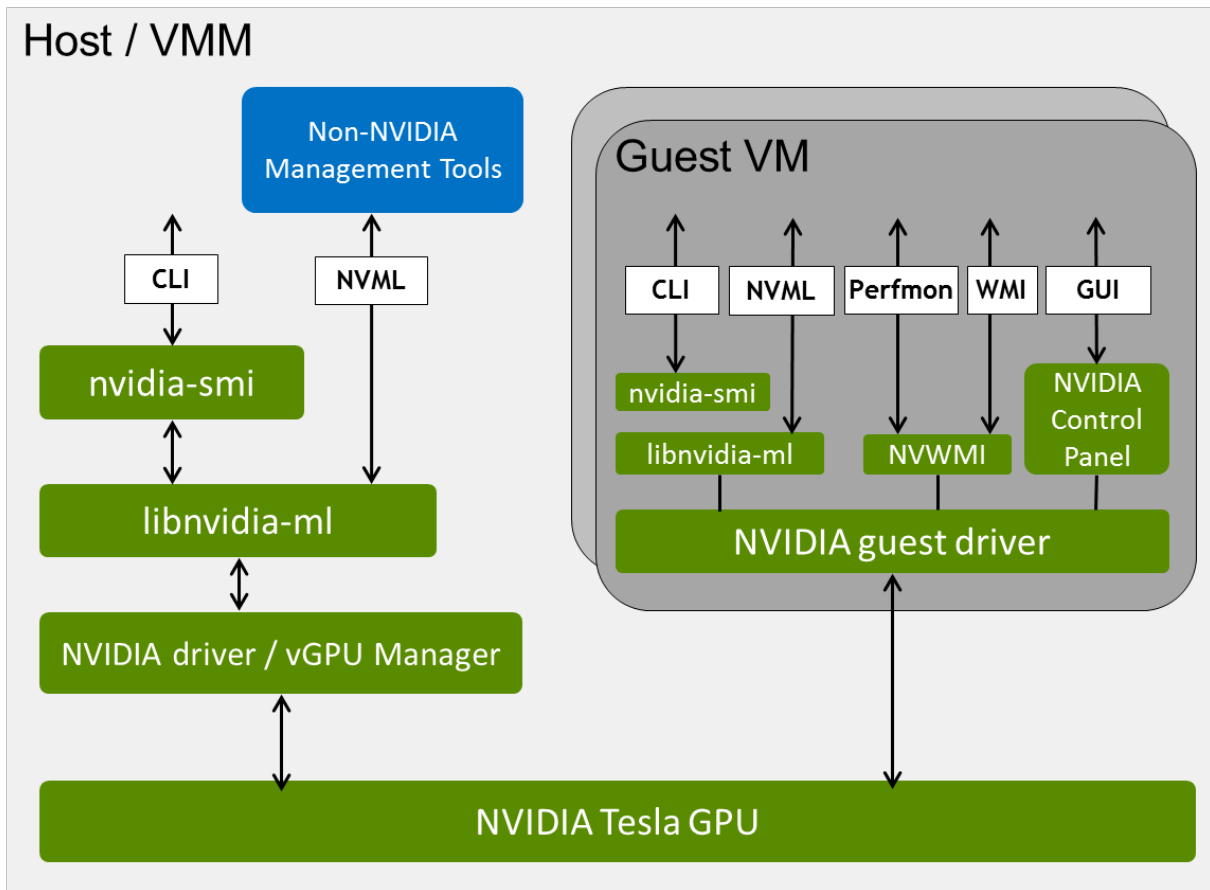 Host / VMM
Non-NVIDIA
Management Tools
CLI
NVML
nvidia-smi
libnvidia-ml
NVIDIA driver / vGPU Manager
Guest VM
CLI
NVML
Perfmon
WMI
GUI
nvidia-smi
libnvidia-ml
NVWMI
NVIDIA
Control
Panel
NVIDIA guest driver
NVIDIA Tesla GPU